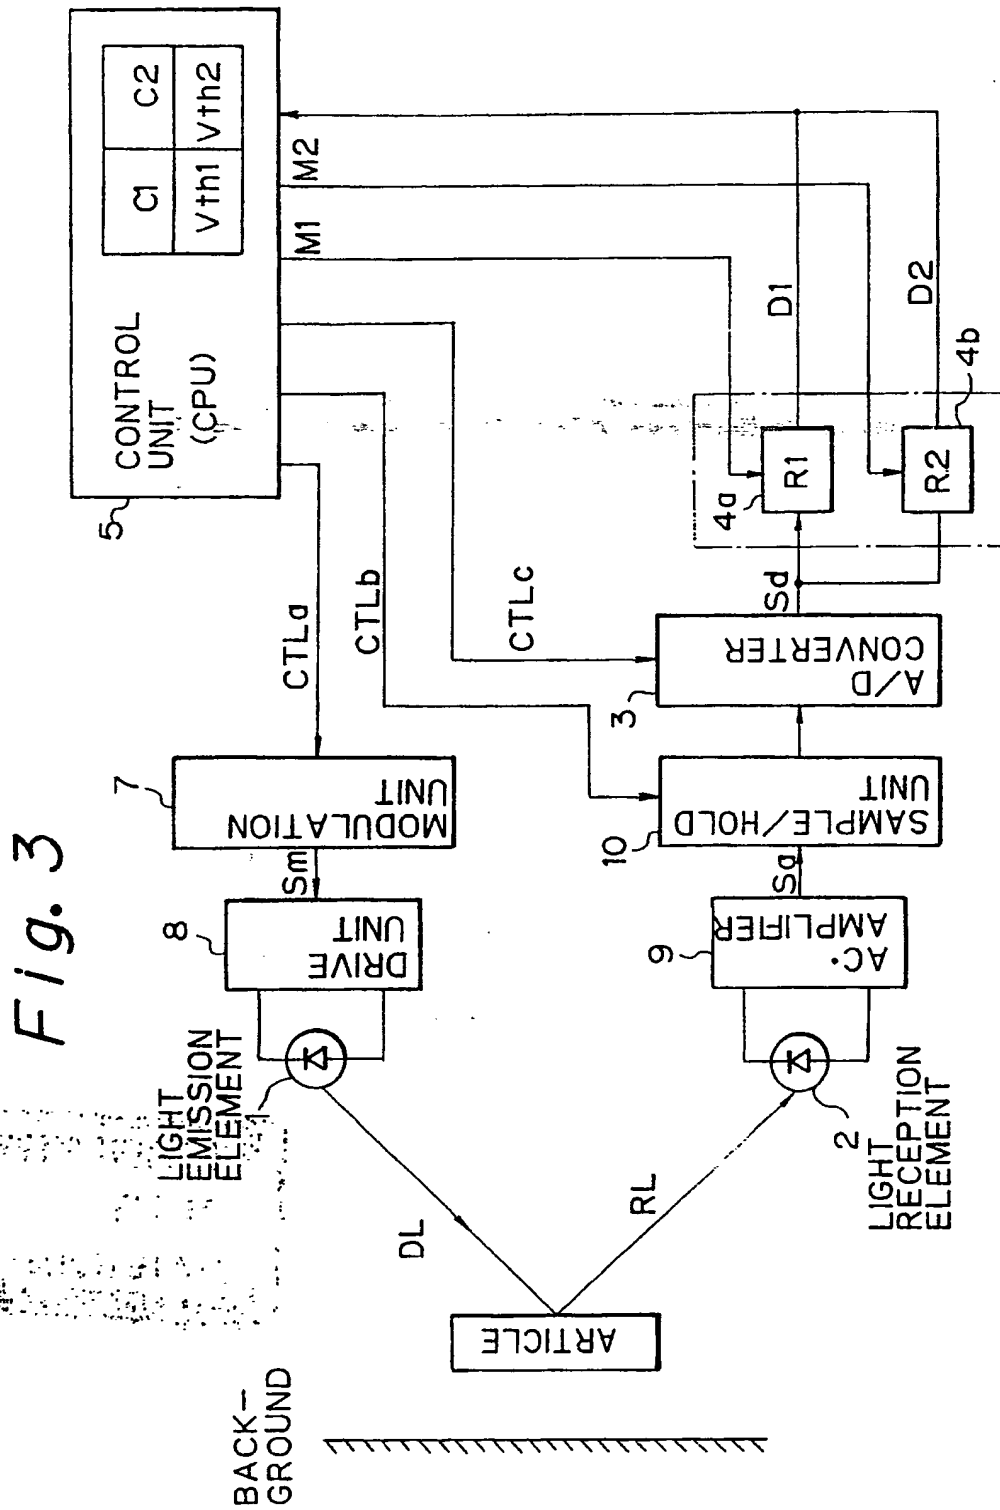 Fig. 3
BACK-
GROUND
ARTICLE
DL
RL
LIGHT
EMISSION
ELEMENT
1
8
DRIVE
UNIT
Sm
7
MODULATION
UNIT
CTLa
CTLb
CTLc
5
CONTROL
UNIT
(CPU)
C1
C2
Vth1
Vth2
M1
M2
LIGHT
RECEPTION
ELEMENT
2
9
AC
AMPLIFIER
Sa
10
SAMPLE/HOLD
UNIT
3
A/D
CONVERTER
Sd
4a
R1
D1
R2
4b
D2